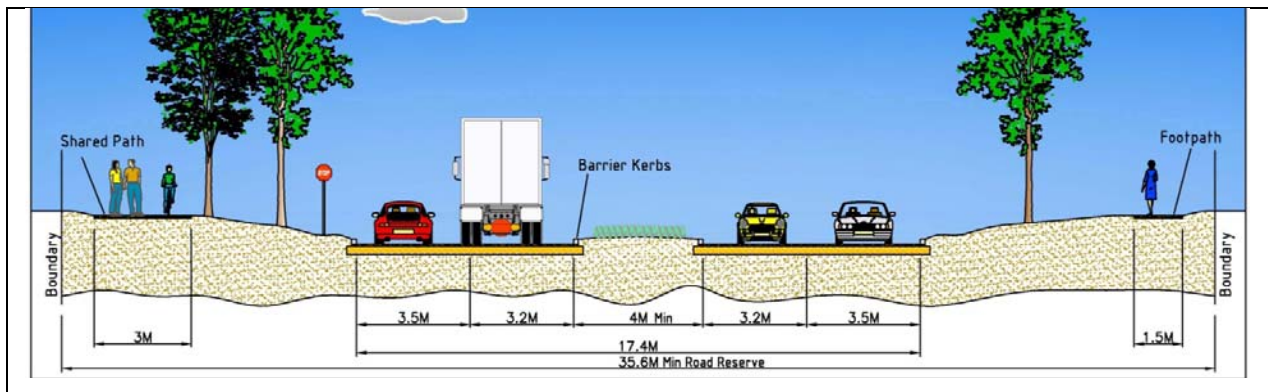 Shared Path
Footpath
STOP
Barrier Kerbs
Boundary
Boundary
3.5M
3.2M
4M Min
3.2M
3.5M
3M
17.4M
1.5M
35.6M Min Road Reserve